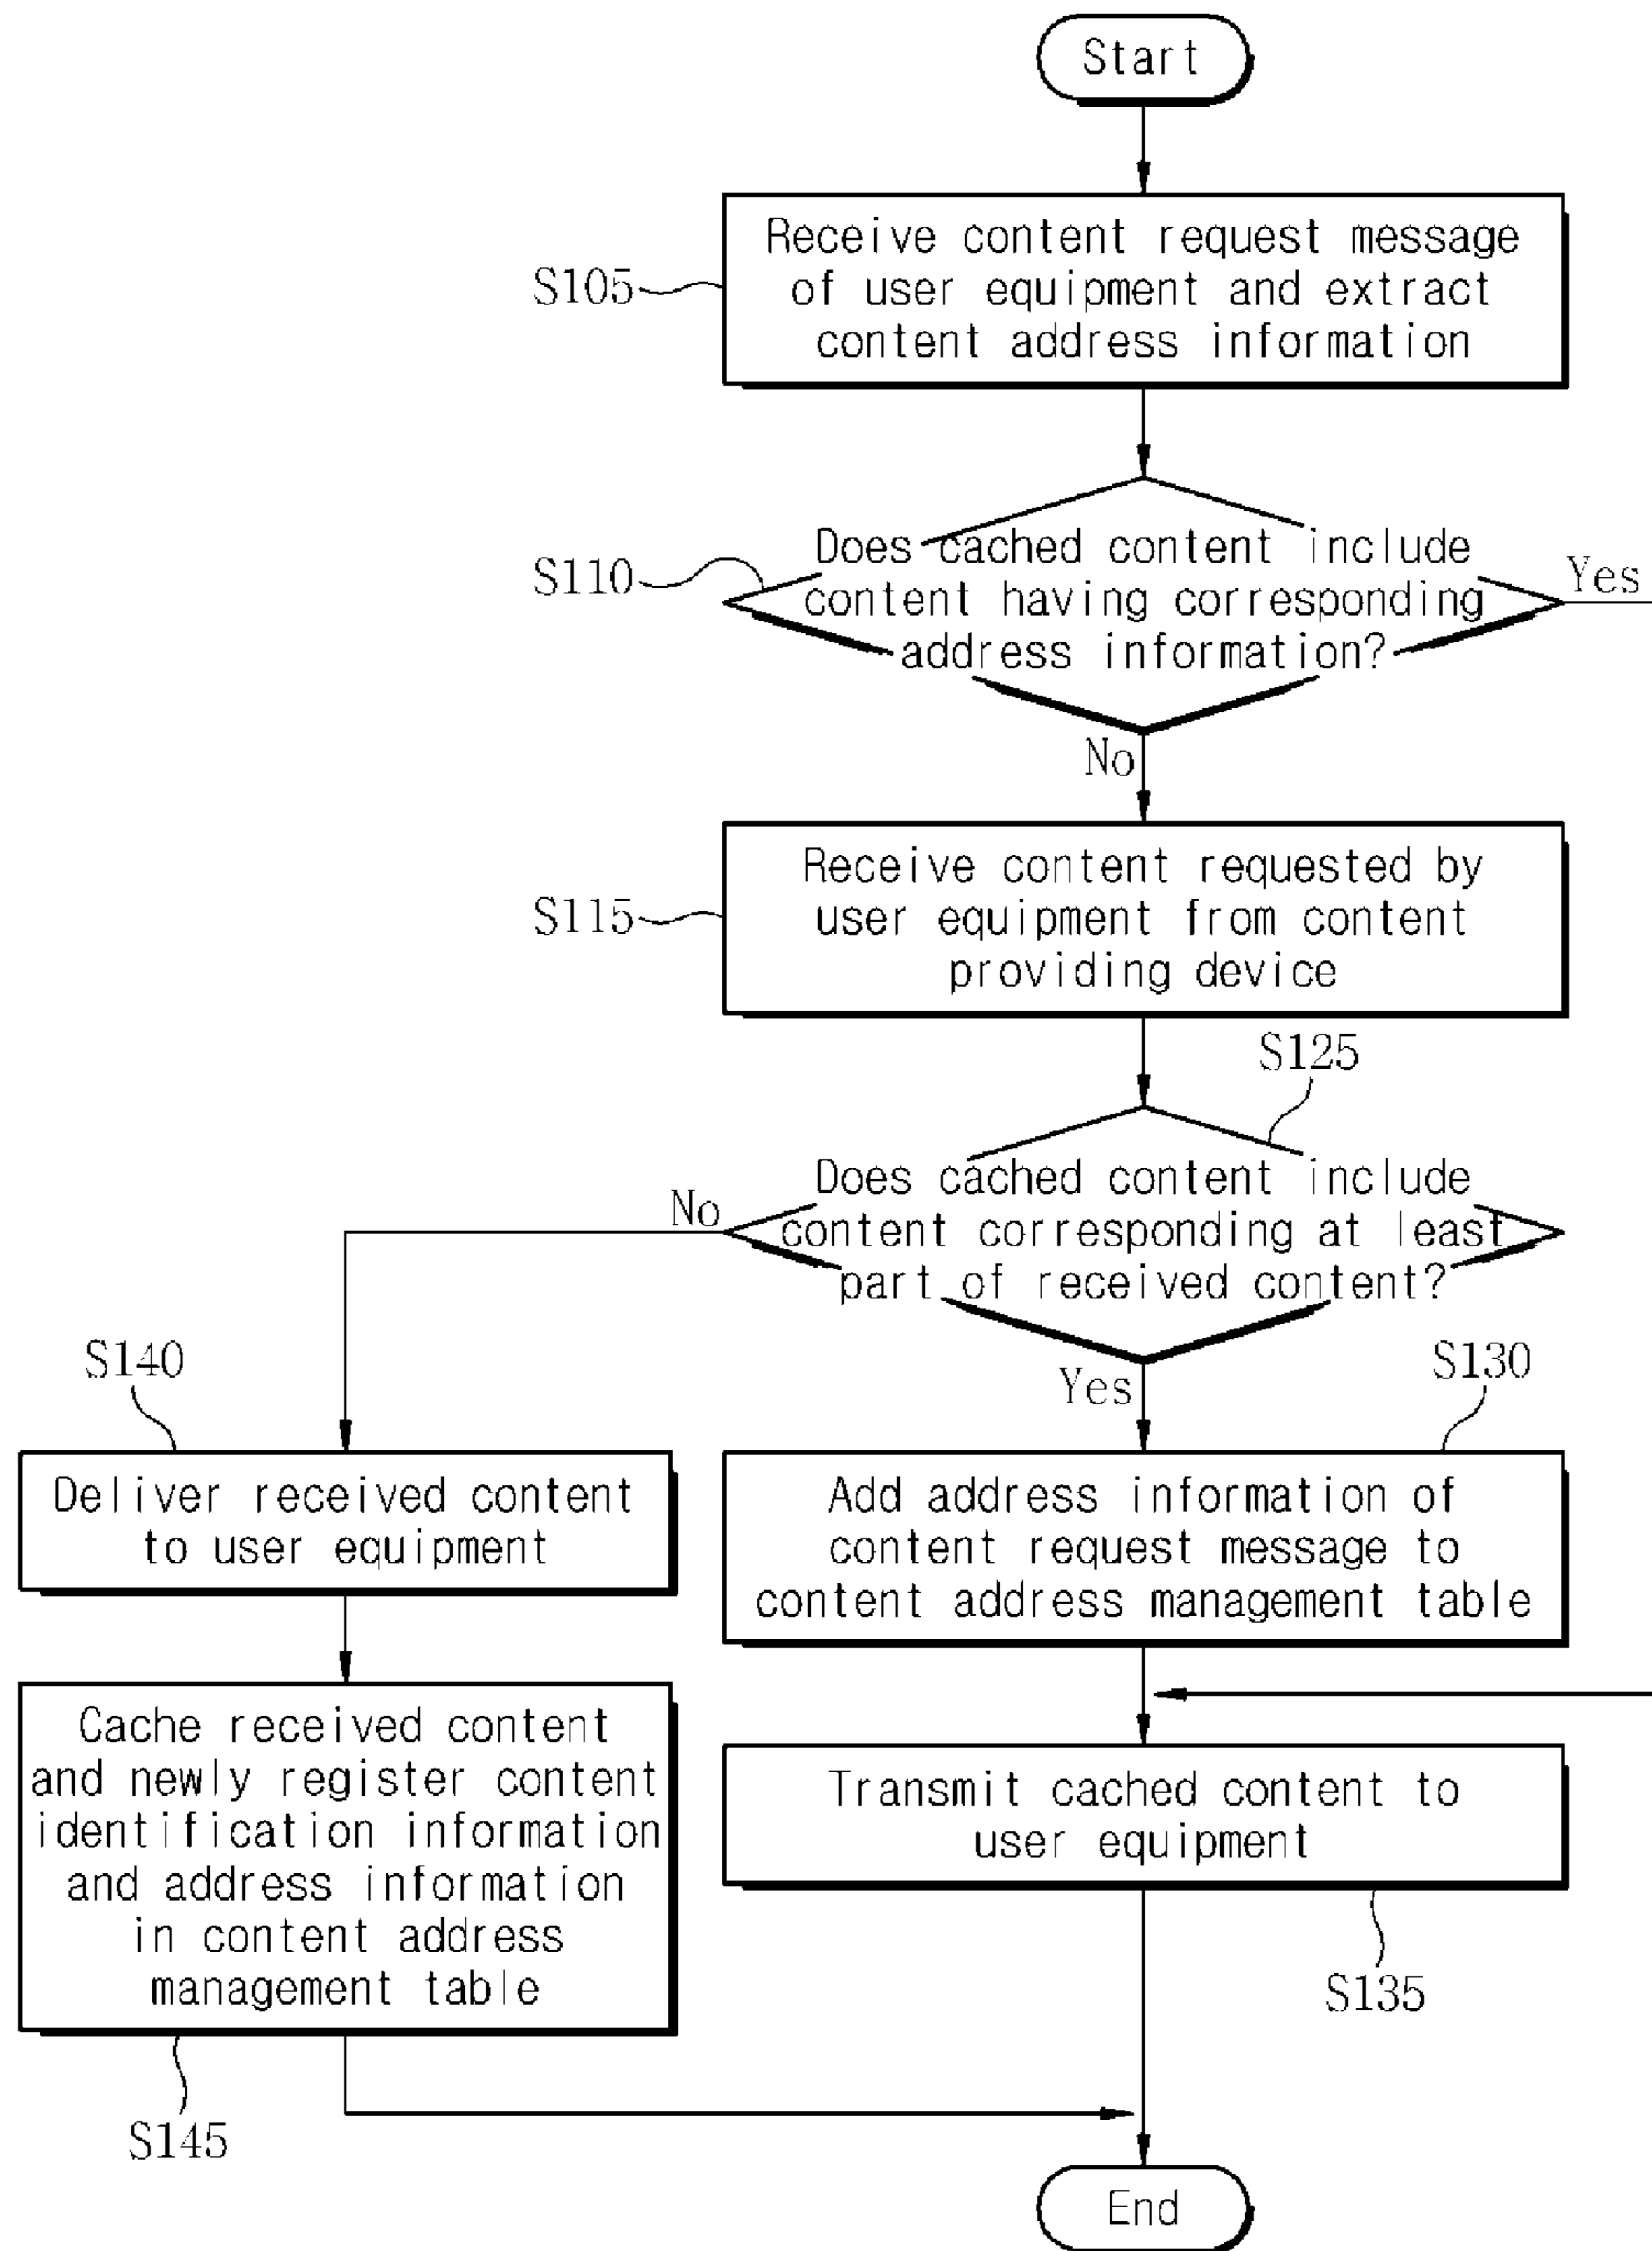 Start
Receive content request message
of user equipment and extract
content address information
S105
Does cached content include
content having corresponding
address information?
S110
Yes
No
Receive content requested by
user equipment from content
providing device
S115
S125
Does cached content include
content corresponding at least
part of received content?
No
Yes
S140
S130
Deliver received content
to user equipment
Add address information of
content request message to
content address management table
Cache received content
and newly register content
identification information
and address information
in content address
management table
Transmit cached content to
user equipment
S135
S145
End